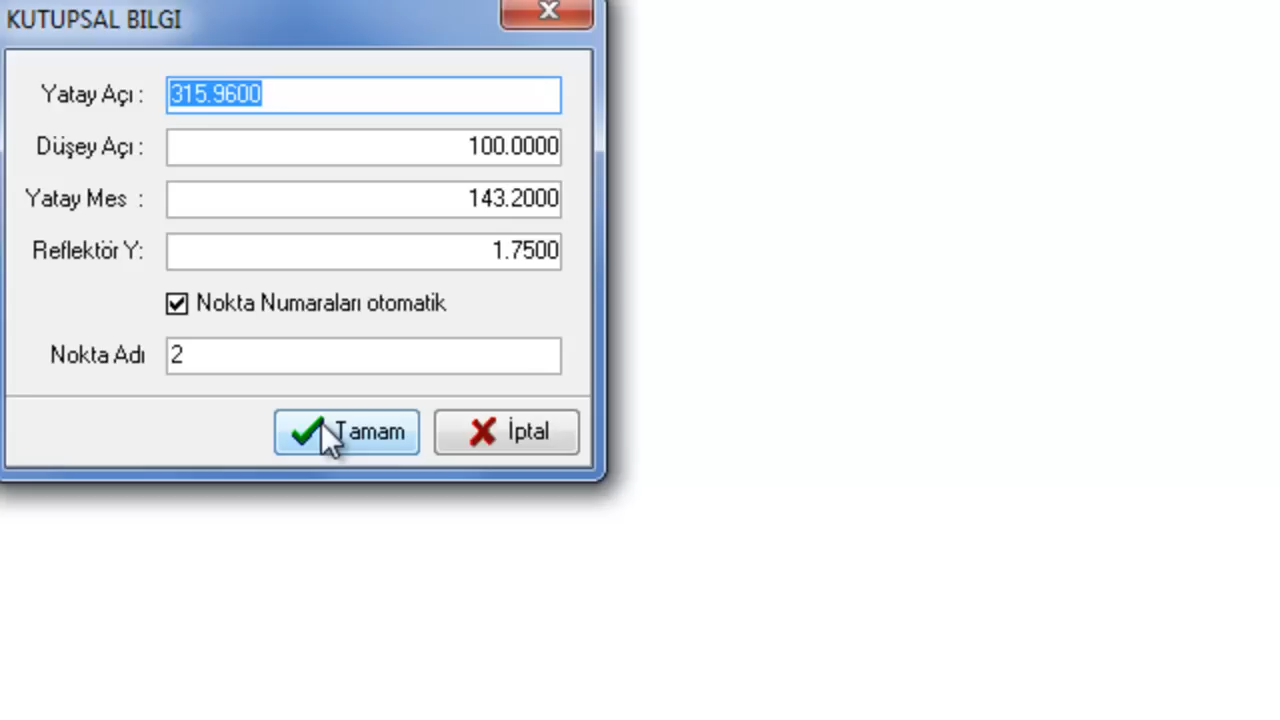 KUTUPSAL BILGI
Yatay Açı : 315.9600
Düşey Açı : 100.0000
Yatay Mes : 143.2000
Reflektör Y: 1.7500
Nokta Numaraları otomatik
Nokta Adı 2
Tamam İptal